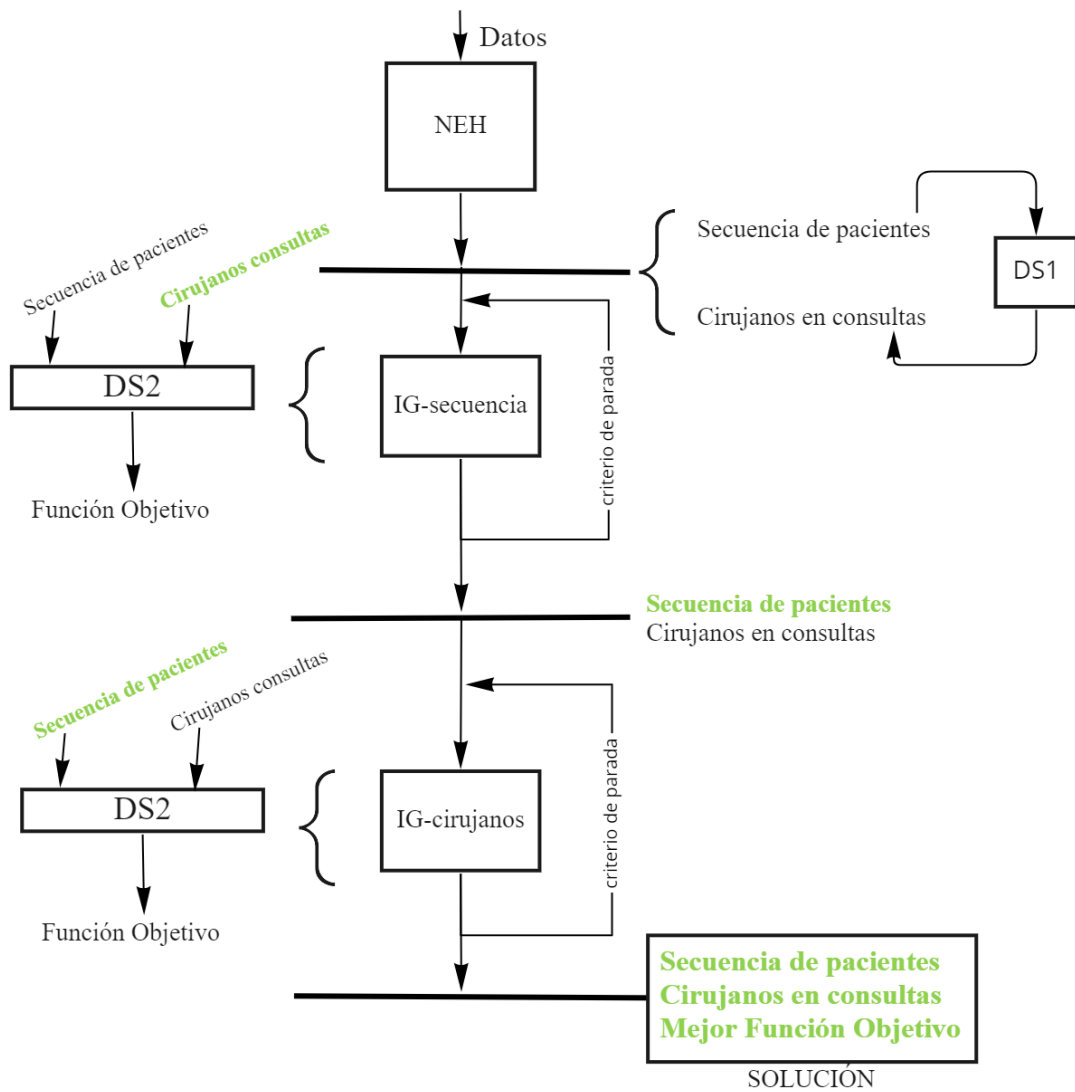 Datos
NEH
Secuencia de pacientes
DS1
Cirujanos en consultas
Secuencia de pacientes
Cirujanos consultas
DS2
Función Objetivo
IG-secuencia
criterio de parada
Secuencia de pacientes
Cirujanos en consultas
Secuencia de pacientes
Cirujanos consultas
DS2
Función Objetivo
IG-cirujanos
criterio de parada
Secuencia de pacientes
Cirujanos en consultas
Mejor Función Objetivo
SOLUCIÓN